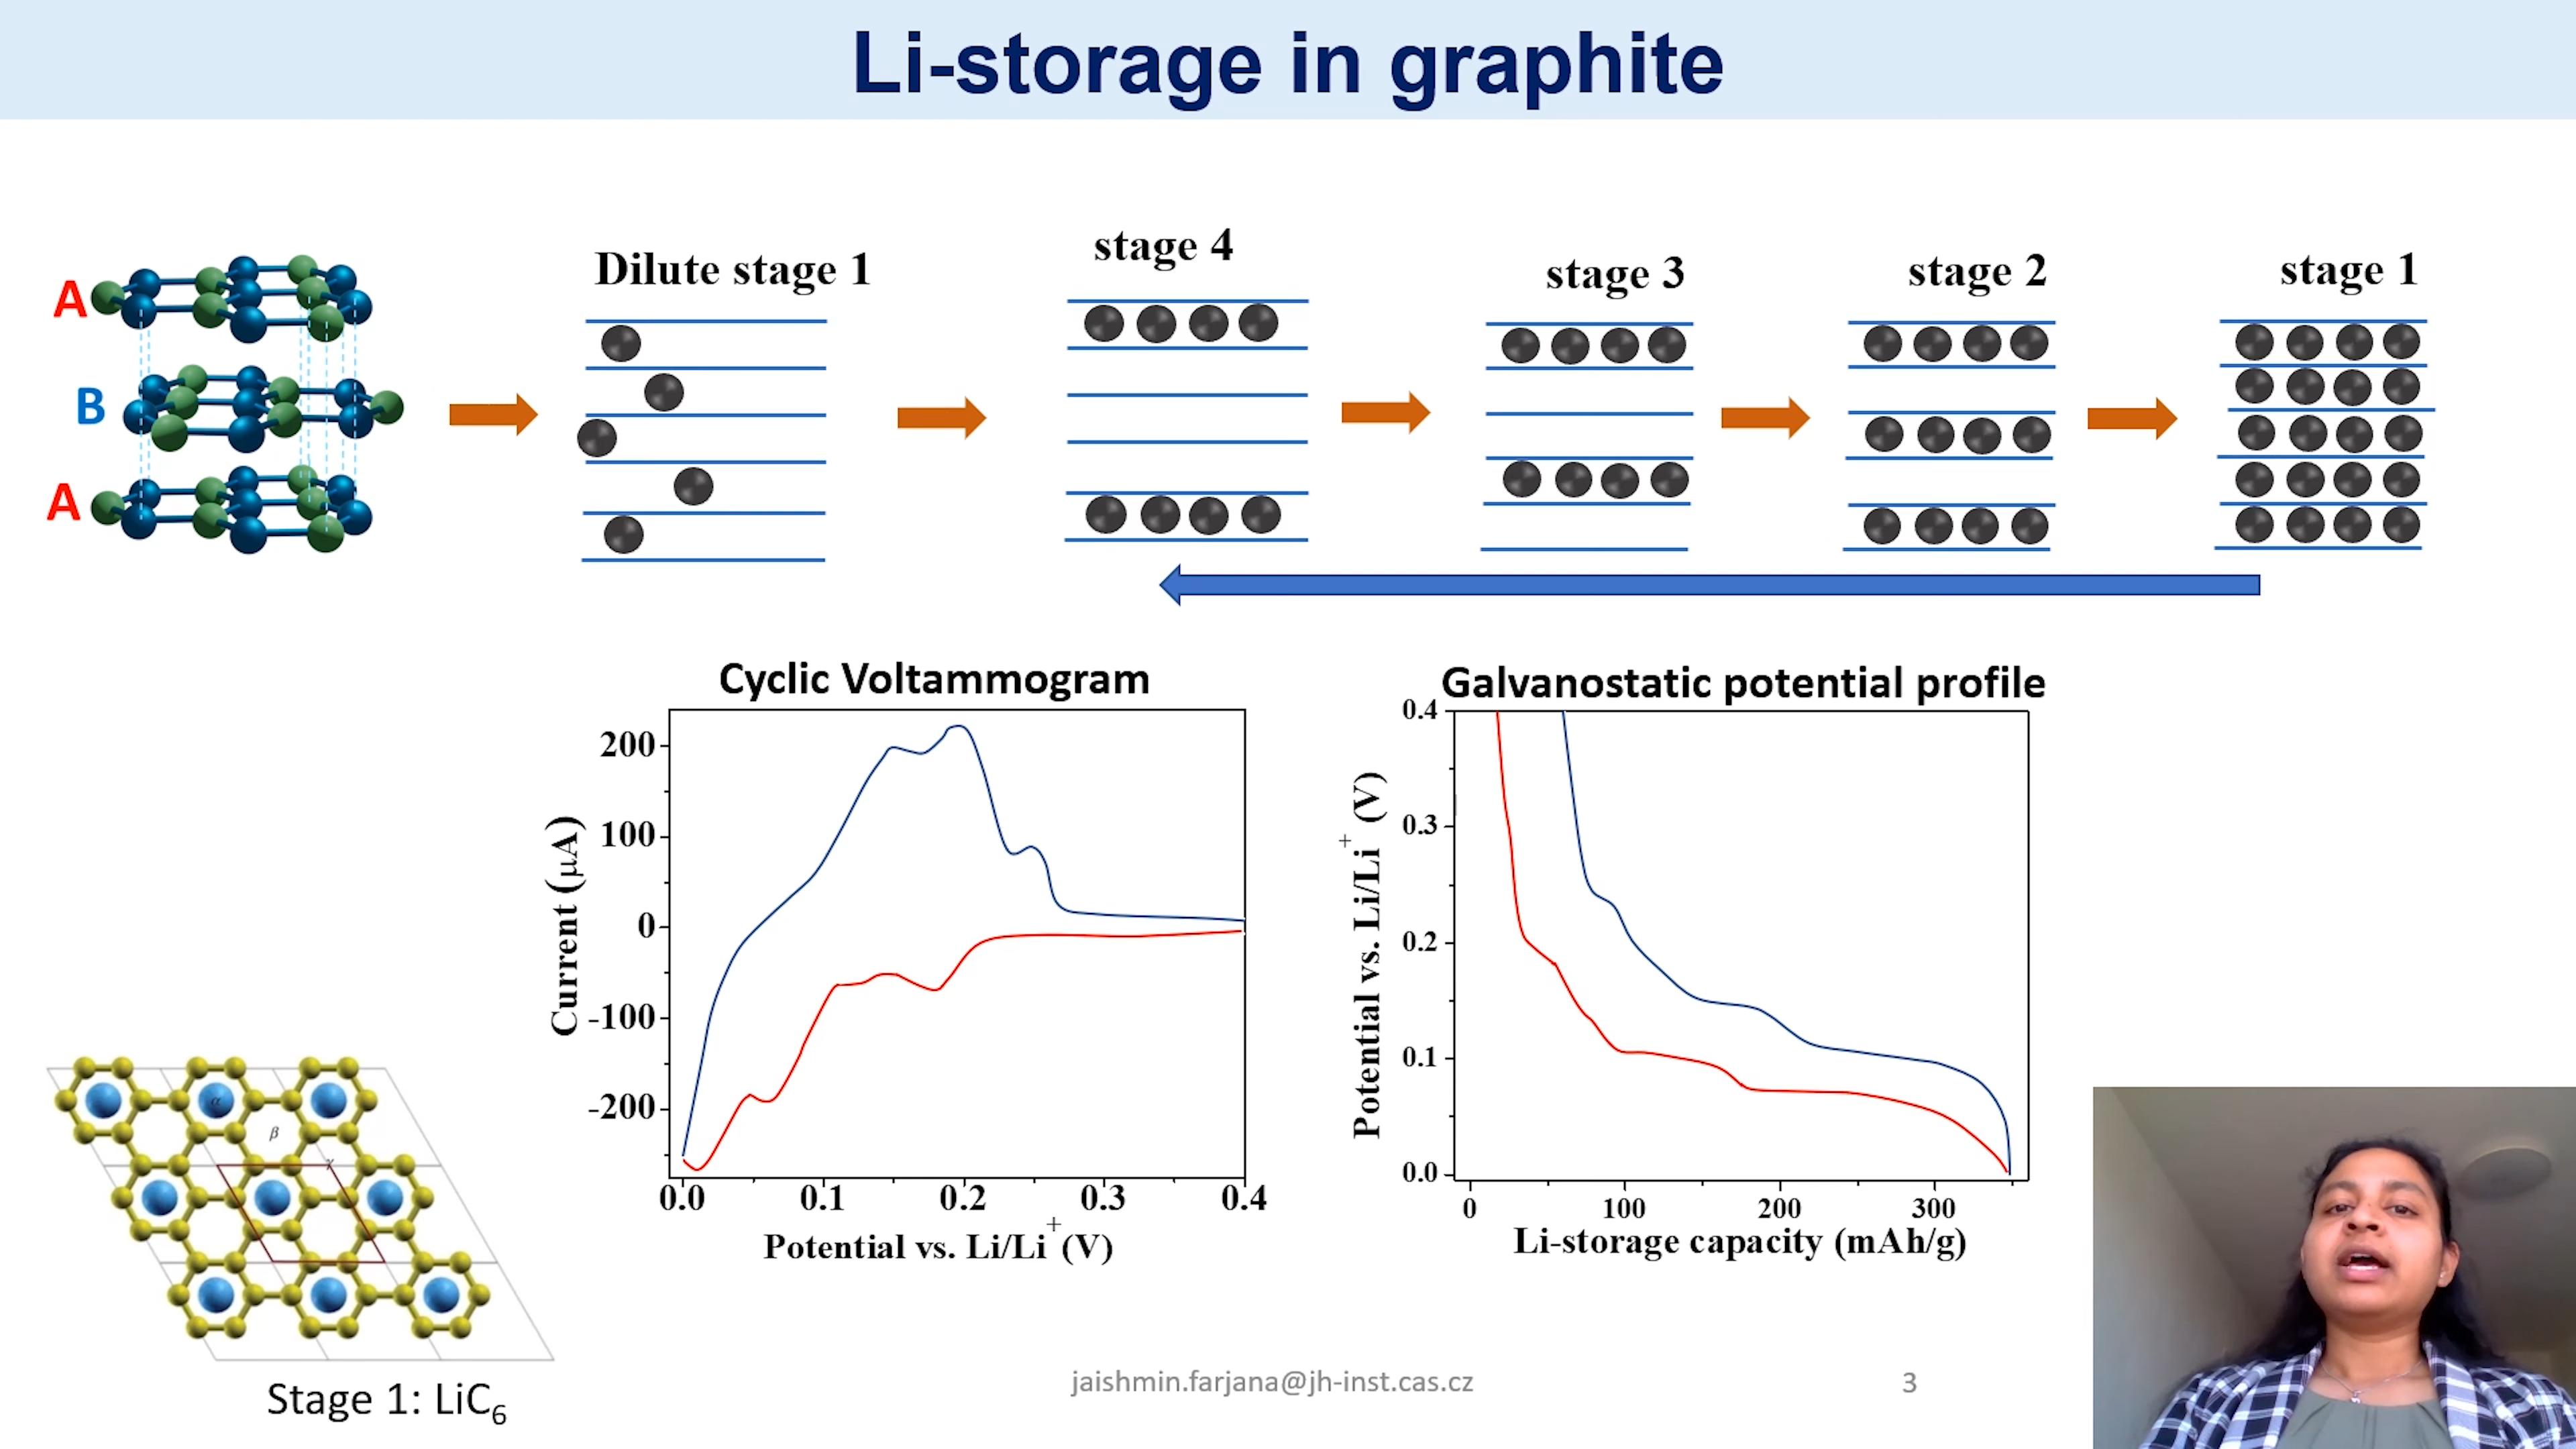 Li-storage in graphite
A
B
A
Dilute stage 1
stage 4
stage 3
stage 2
stage 1
Cyclic Voltammogram
200
100
0
-100
-200
Current (μA)
0.0 0.1 0.2 0.3 0.4
Potential vs. Li/Li⁺(V)
Galvanostatic potential profile
0.4
0.3
0.2
0.1
0.0
Potential vs. Li/Li⁺ (V)
0 100 200 300
Li-storage capacity (mAh/g)
α
β
γ
Stage 1: LiC₆
jaishmin.farjana@jh-inst.cas.cz
3